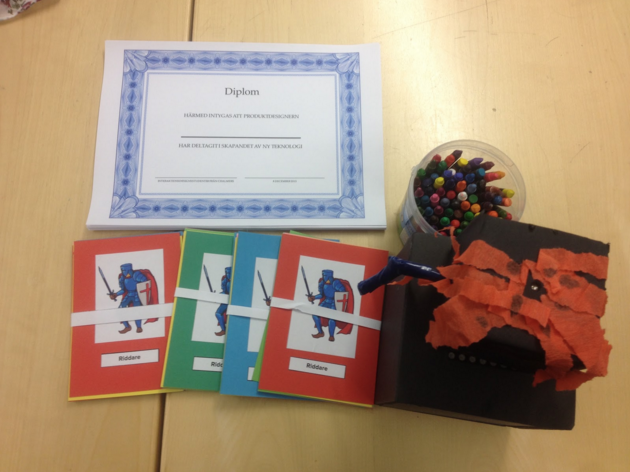 Diplom
HÄRMED INTYGAS ATT PRODUKTDESIGNERN
HAR DELTAGIT I SKAPANDET AV NY TEKNOLOGI
Riddare
Ridd
R
Riddare